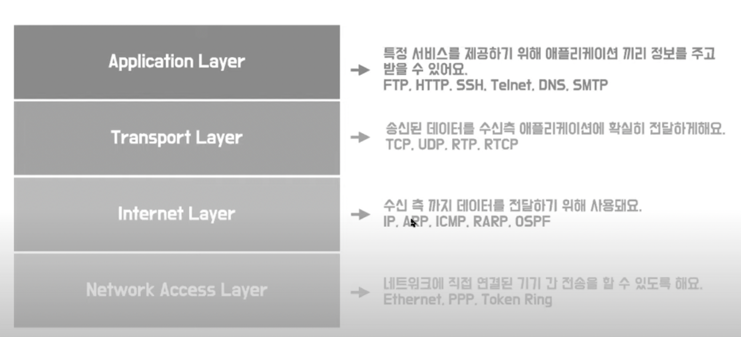 Application Layer
특정 서비스를 제공하기 위해 애플리케이션 끼리 정보를 주고
받을 수 있어요.
FTP, HTTP, SSH, Telnet, DNS, SMTP
Transport Layer
송신된 데이터를 수신측 애플리케이션에 확실히 전달하게해요.
TCP, UDP, RTP, RTCP
Internet Layer
수신 측 까지 데이터를 전달하기 위해 사용돼요.
IP, ARP, ICMP, RARP, OSPF
Network Access Layer
네트워크에 직접 연결된 기기 간 전송을 할 수 있도록 해요.
Ethernet, PPP, Token Ring